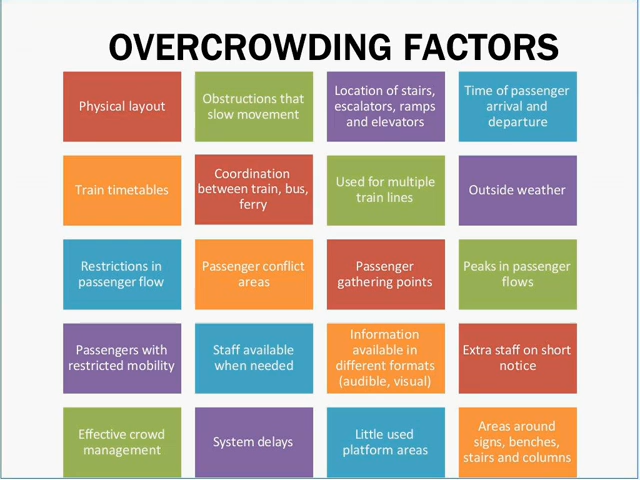 OVERCROWDING FACTORS
Physical layout
Obstructions that
slow movement
Location of stairs,
escalators, ramps
and elevators
Time of passenger
arrival and
departure
Train timetables
Coordination
between train, bus,
ferry
Used for multiple
train lines
Outside weather
Restrictions in
passenger flow
Passenger conflict
areas
Passenger
gathering points
Peaks in passenger
flows
Passengers with
restricted mobility
Staff available
when needed
Information
available in
different formats
(audible, visual)
Extra staff on short
notice
Effective crowd
management
System delays
Little used
platform areas
Areas around
signs, benches,
stairs and columns